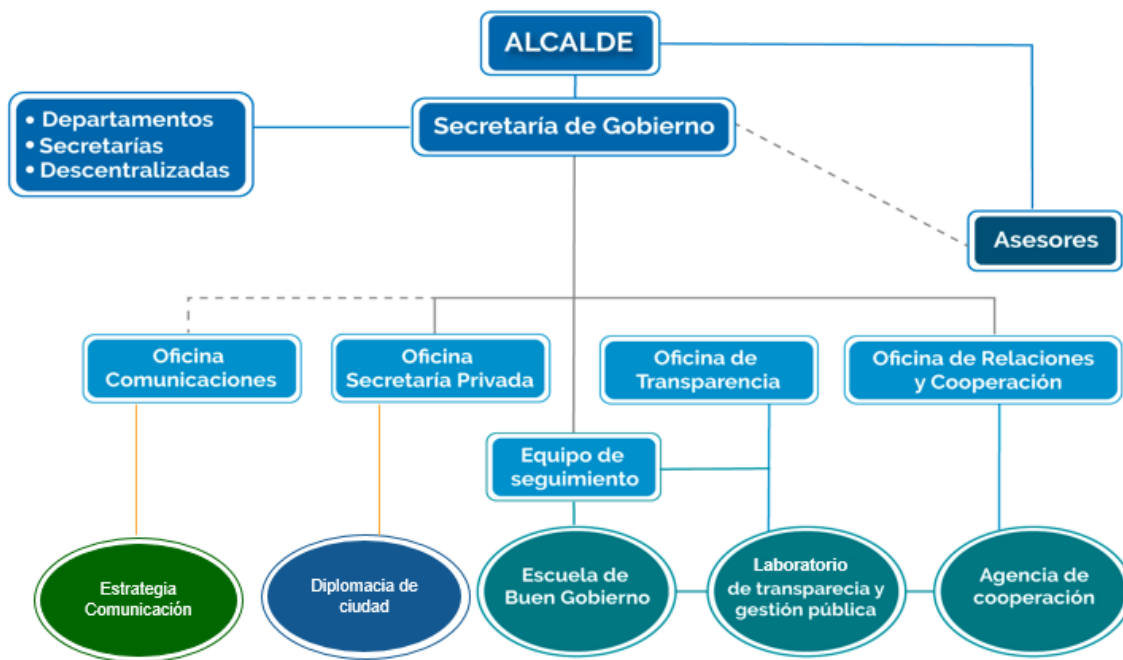 ALCALDE
• Departamentos
• Secretarías
• Descentralizadas
Secretaría de Gobierno
Asesores
Oficina
Comunicaciones
Oficina
Secretaría Privada
Oficina de
Transparencia
Oficina de Relaciones
y Cooperación
Equipo de
seguimiento
Estrategia
Comunicación
Diplomacia de
ciudad
Escuela de
Buen Gobierno
Laboratorio
de transparecia y
gestión pública
Agencia de
cooperación